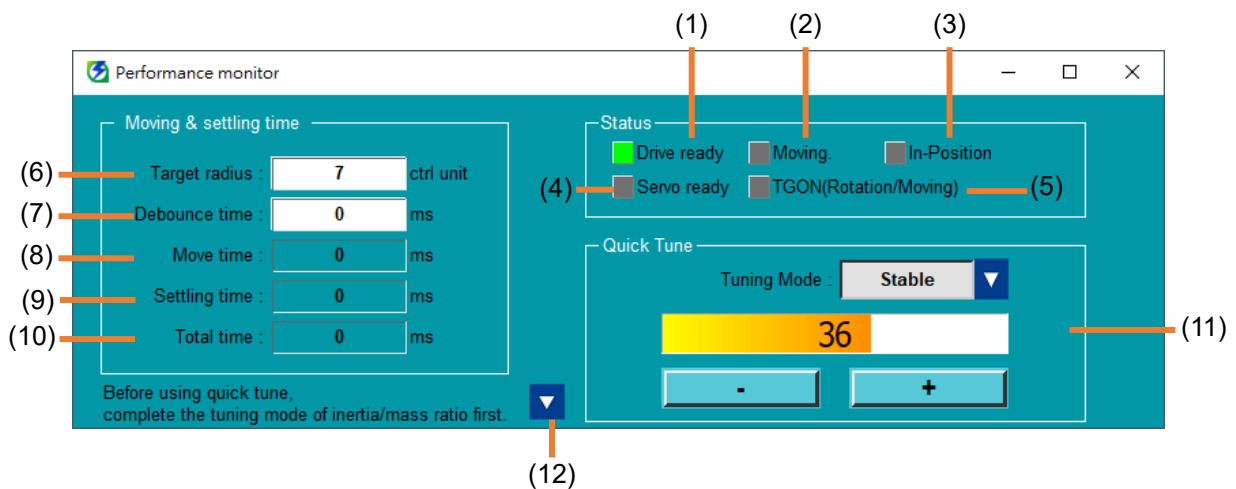 (1)
(2)
(3)
Performance monitor
Moving & settling time
(6)
Target radius :
7
ctrl unit
(7)
Debounce time :
0
ms
(8)
Move time :
0
ms
(9)
Settling time :
0
ms
(10)
Total time :
0
ms
Before using quick tune,
complete the tuning mode of inertia/mass ratio first.
(12)
Status
Drive ready
Moving.
In-Position
(4)
Servo ready
TGON(Rotation/Moving)
(5)
Quick Tune
Tuning Mode :
Stable
36
(11)
-
+